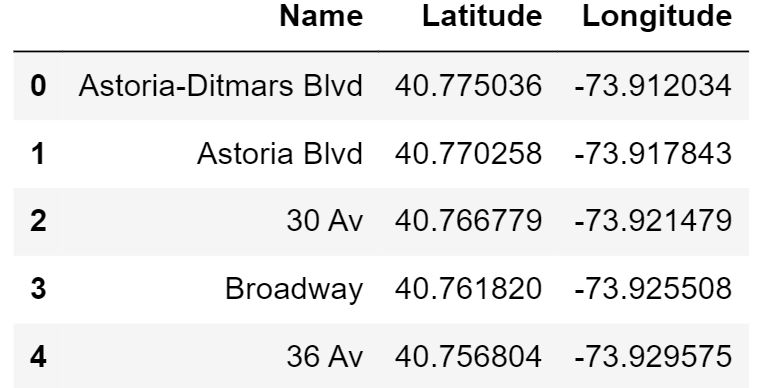 Name Latitude Longitude
0 Astoria-Ditmars Blvd 40.775036 -73.912034
1 Astoria Blvd 40.770258 -73.917843
2 30 Av 40.766779 -73.921479
3 Broadway 40.761820 -73.925508
4 36 Av 40.756804 -73.929575